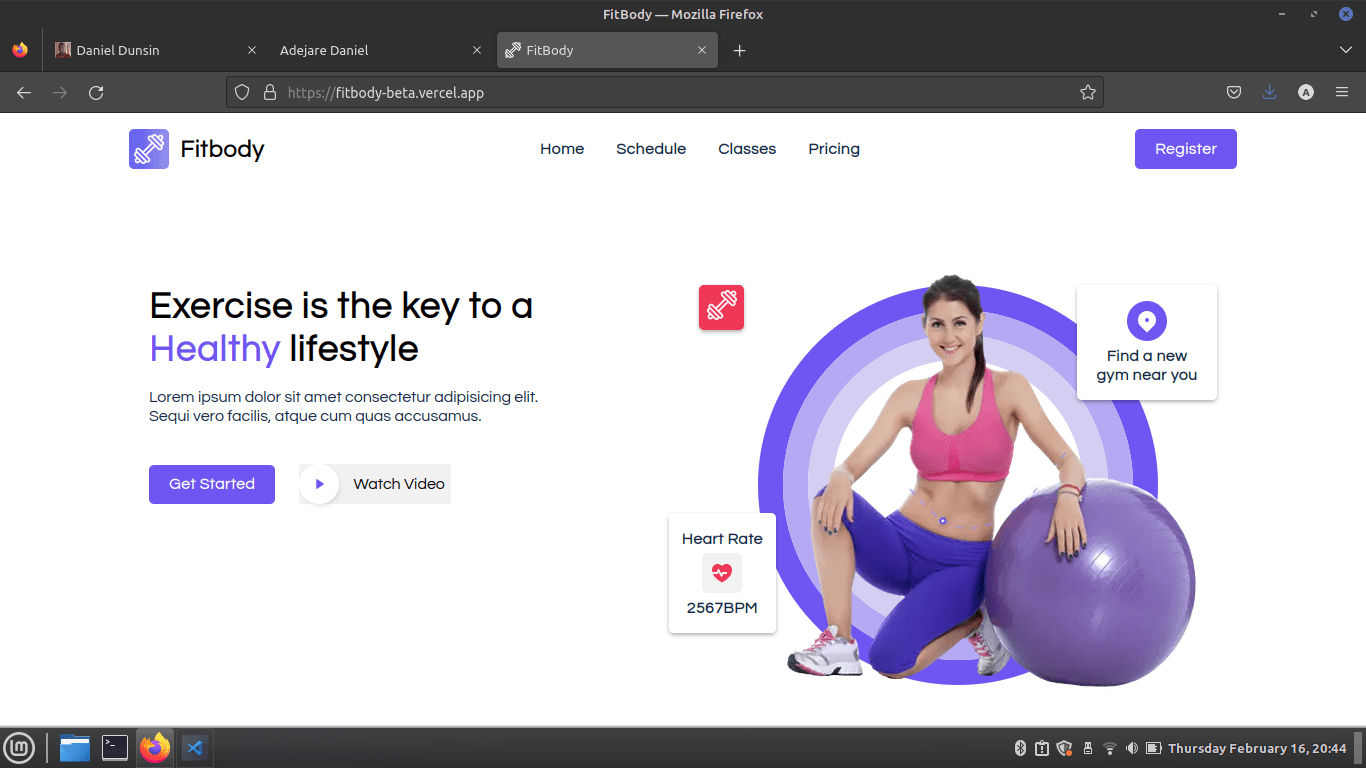 FitBody — Mozilla Firefox
Daniel Dunsin
Adejare Daniel
FitBody
https://fitbody-beta.vercel.app
A
Fitbody
Home
Schedule
Classes
Pricing
Register
Exercise is the key to a
Healthy lifestyle
Lorem ipsum dolor sit amet consectetur adipisicing elit.
Sequi vero facilis, atque cum quas accusamus.
Get Started
Watch Video
Find a new
gym near you
Heart Rate
2567BPM
Thursday February 16, 20:44